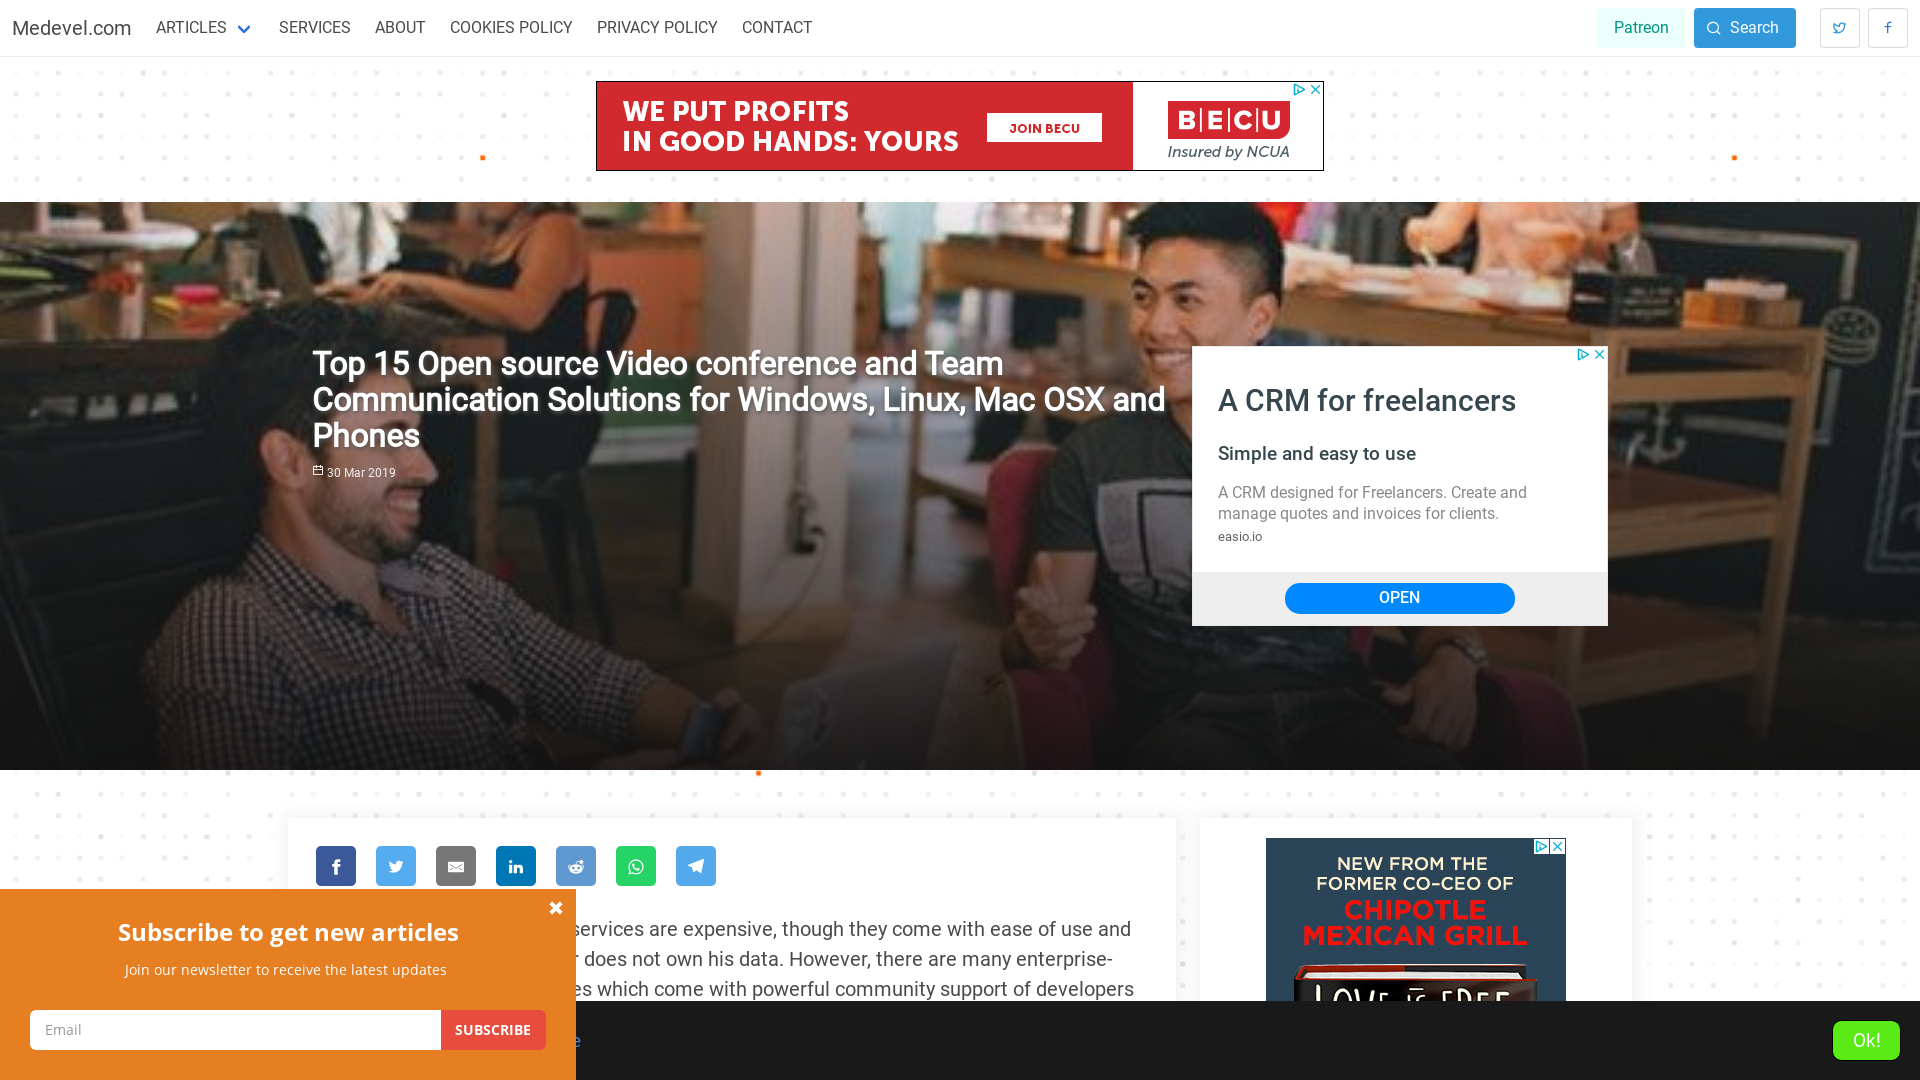 Medevel.com
ARTICLES
SERVICES
ABOUT
COOKIES POLICY
PRIVACY POLICY
CONTACT
Patreon
Search
WE PUT PROFITS
IN GOOD HANDS: YOURS
JOIN BECU
BECU
Insured by NCUA
Top 15 Open source Video conference and Team
Communication Solutions for Windows, Linux, Mac OSX and
Phones
30 Mar 2019
A CRM for freelancers
Simple and easy to use
A CRM designed for Freelancers. Create and
manage quotes and invoices for clients.
easio.io
OPEN
services are expensive, though they come with ease of use and
does not own his data. However, there are many enterprise-
which come with powerful community support of developers
NEW FROM THE
FORMER CO-CEO OF
CHIPOTLE
MEXICAN GRILL
LOVE IS FREE
Subscribe to get new articles
Join our newsletter to receive the latest updates
Email
SUBSCRIBE
Ok!